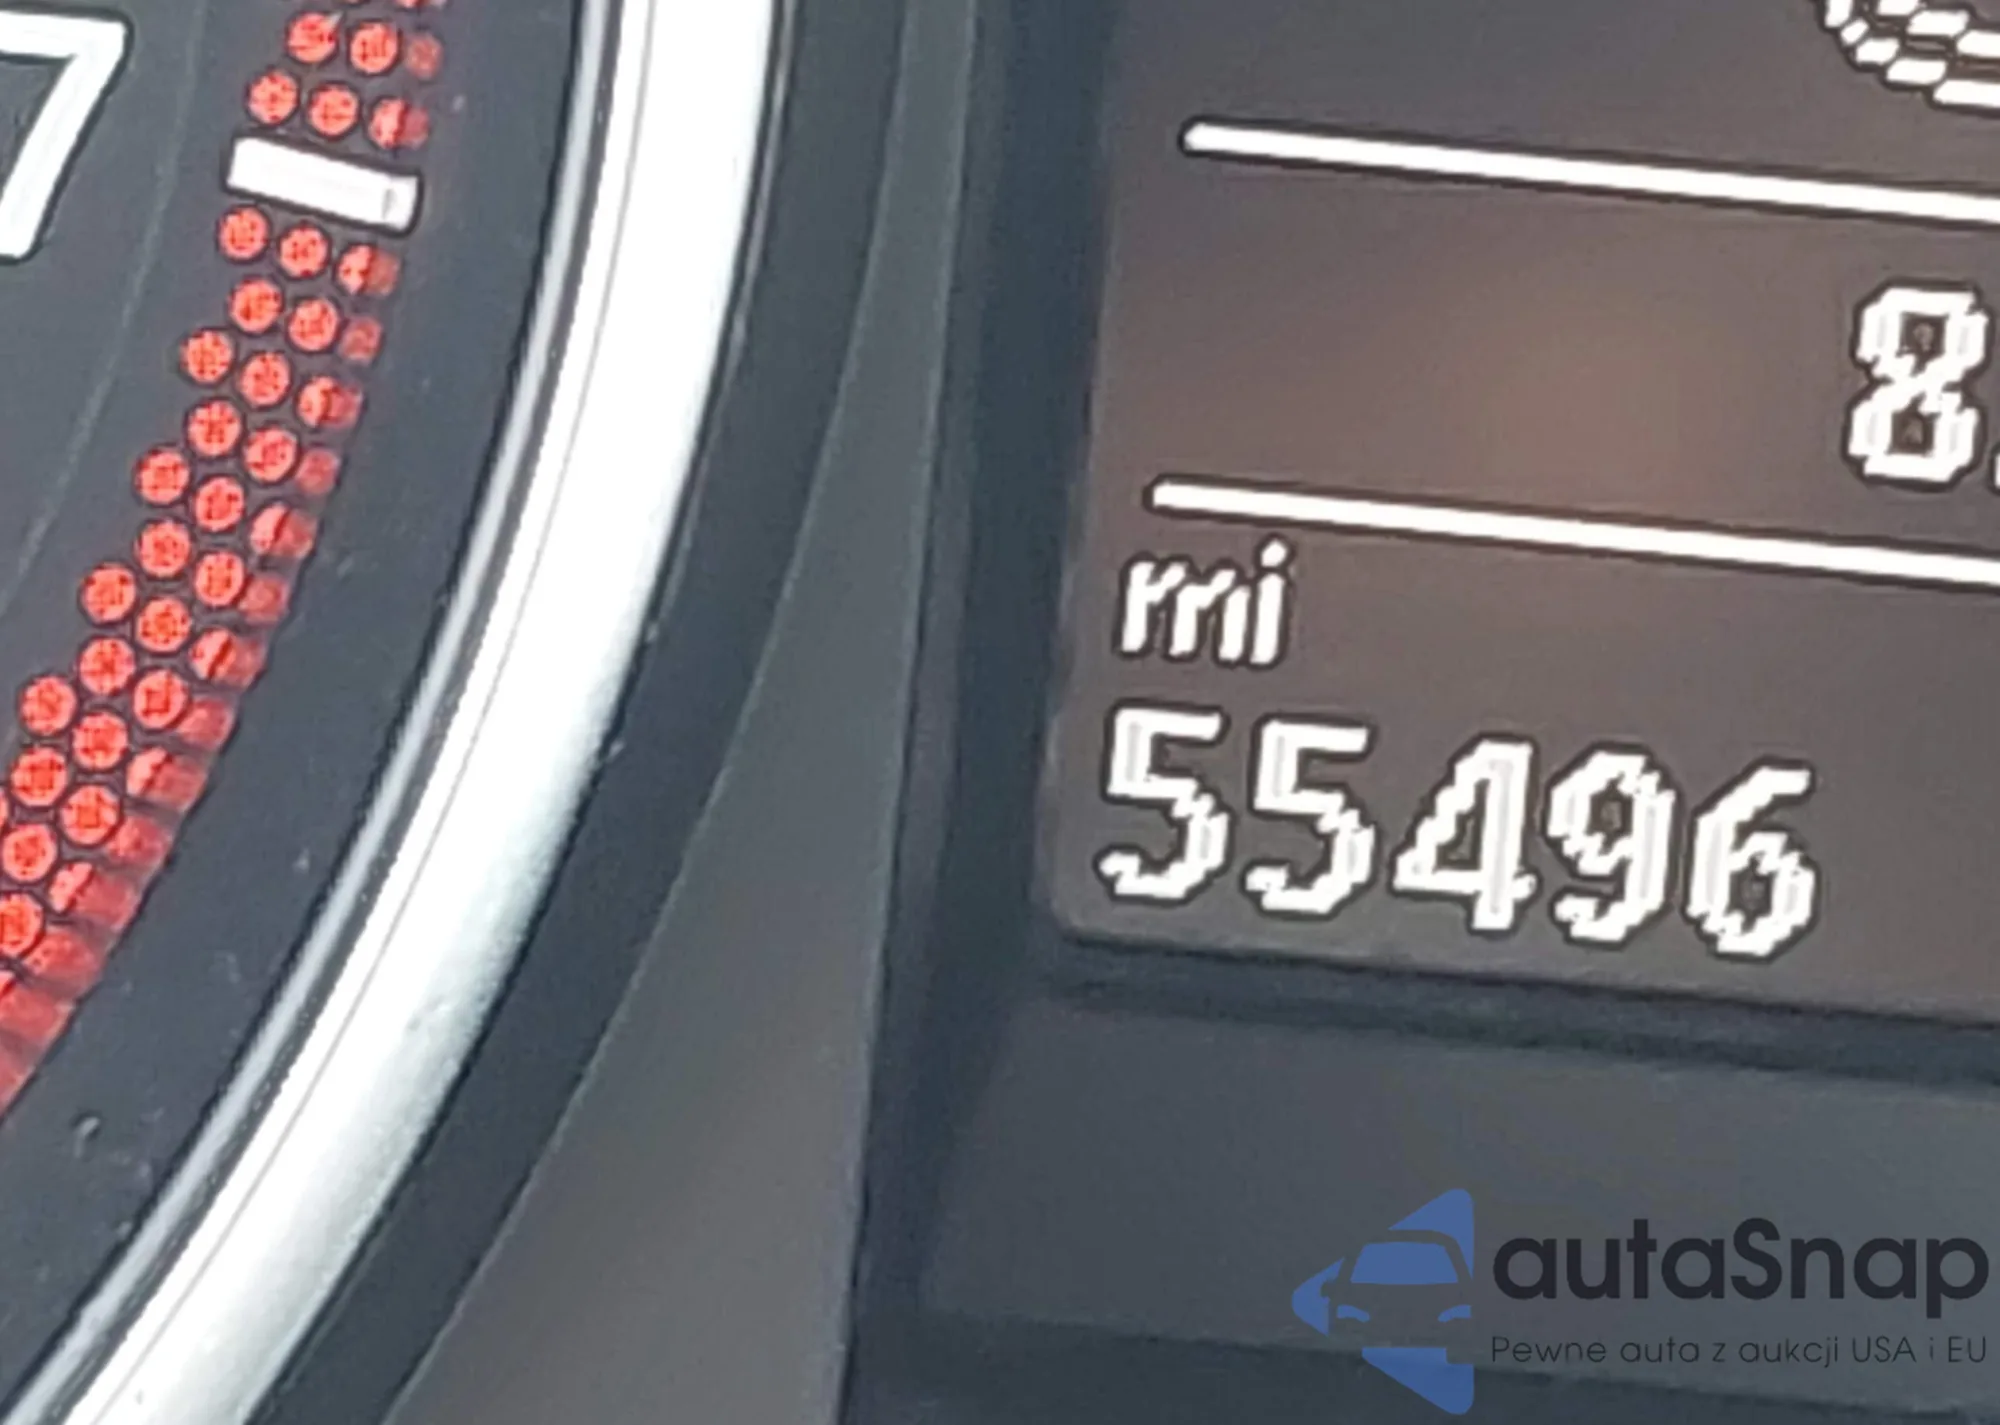 7
8.
mi
55496
autaSnap
Pewne auta z aukcji USA i EU